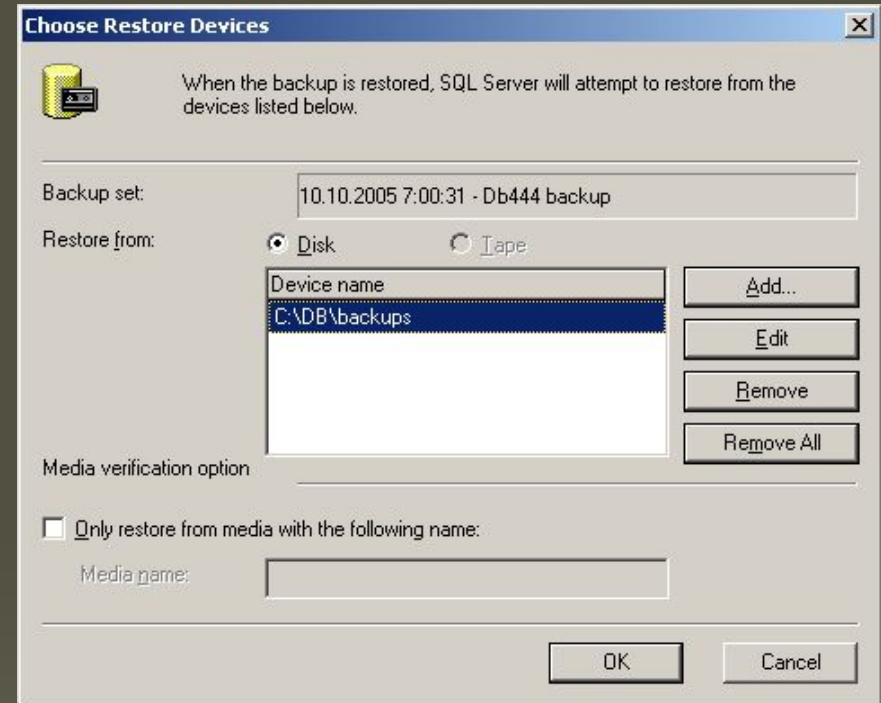 Choose Restore Devices
When the backup is restored, SQL Server will attempt to restore from the
devices listed below.
Backup set:
10.10.2005 7:00:31 - Db444 backup
Restore from:
Disk
Tape
Device name
C:\DB\backups
Add...
Edit
Remove
Remove All
Media verification option
Only restore from media with the following name:
Media name:
OK
Cancel